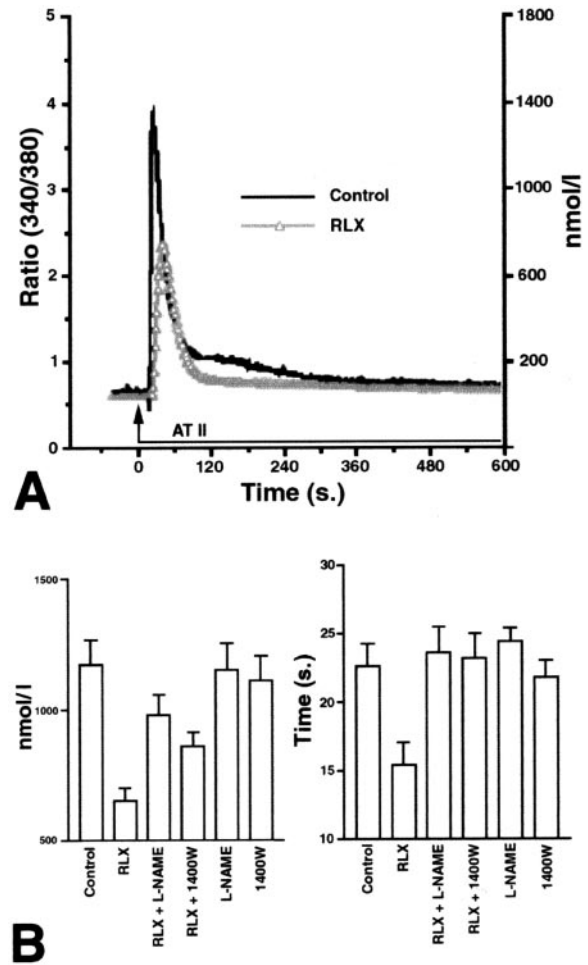 5
4
3
2
1
0
Ratio (340/380)
1800
1400
1000
600
200
nmol/l
Control
RLX
AT II
0
120
240
360
480
600
Time (s.)
A
1500
1000
500
nmol/ l
Control
RLX
RLX + L-NAME
RLX + 1400W
L-NAME
1400W
30
25
20
15
10
Time (s.)
Control
RLX
RLX + L-NAME
RLX + 1400W
L-NAME
1400W
B